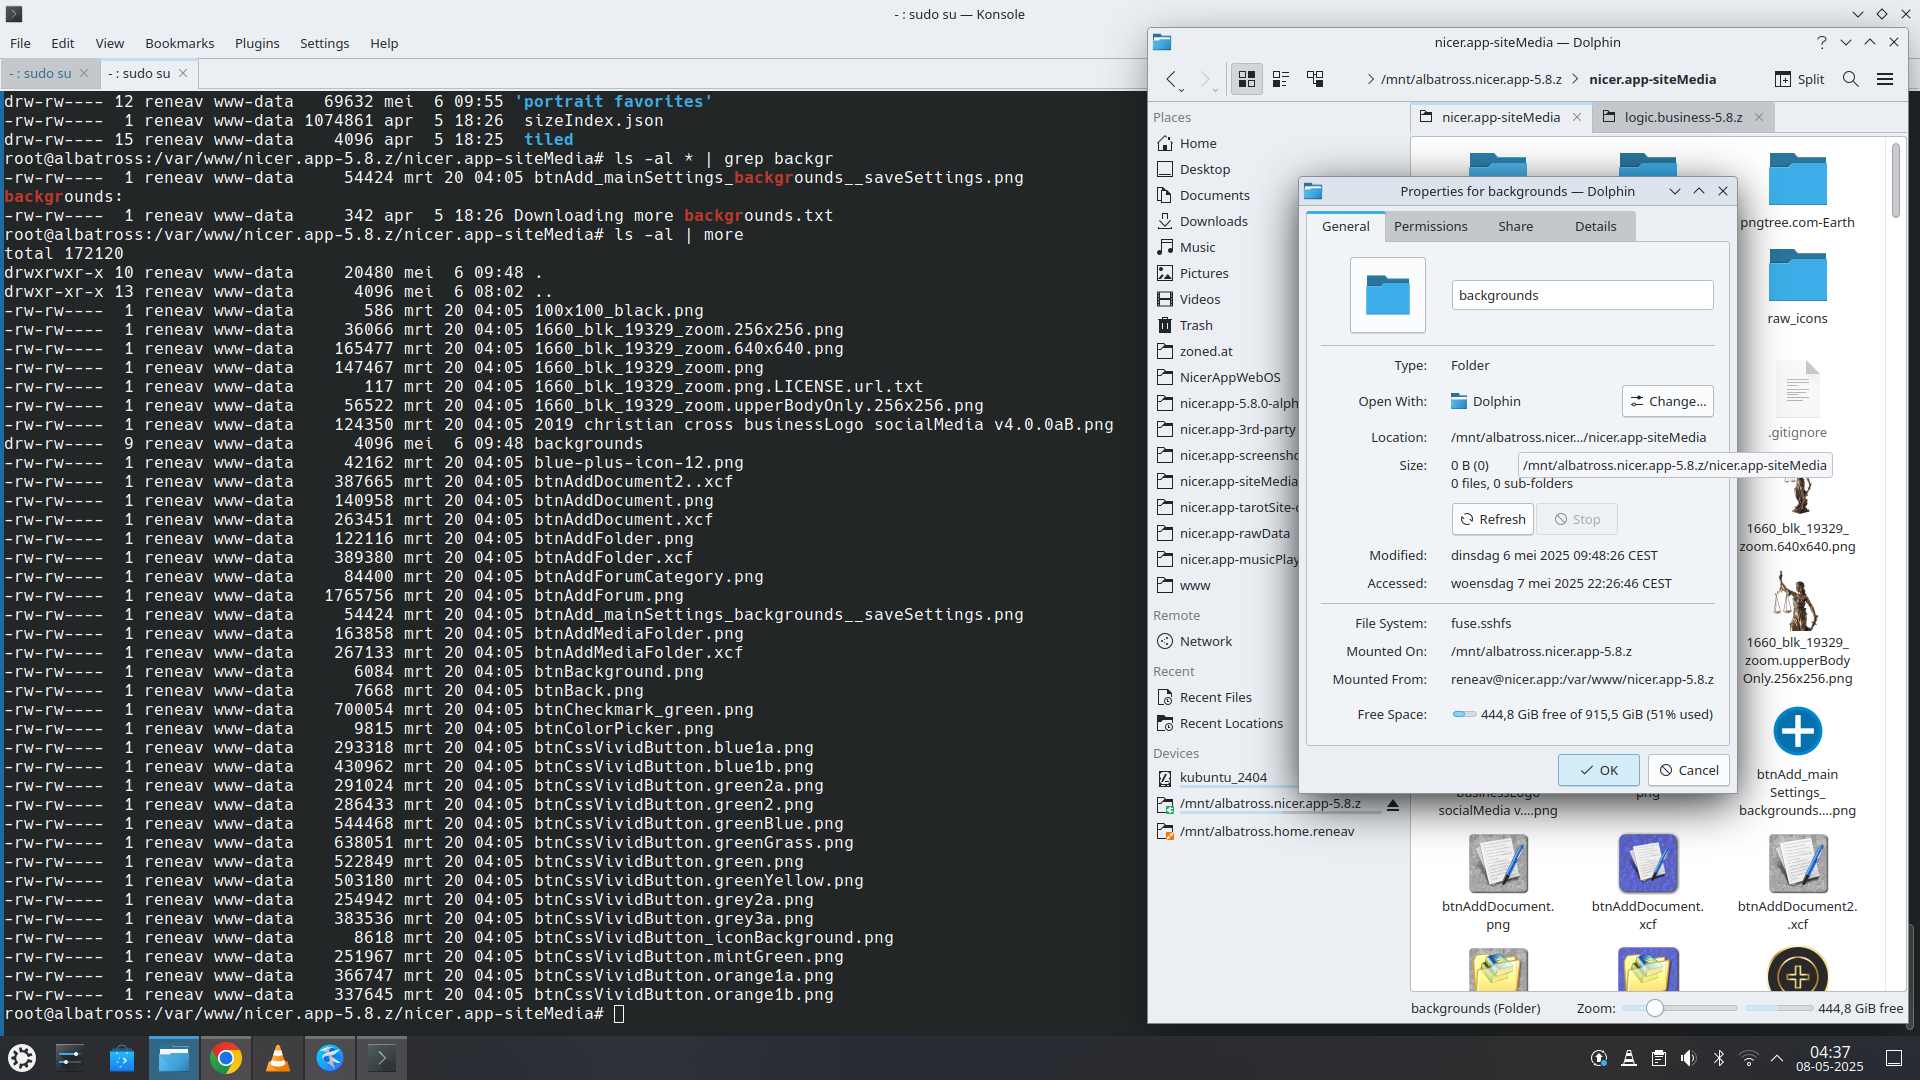 - : sudo su — Konsole
File Edit View Bookmarks Plugins Settings Help
- : sudo su
- : sudo su
drw-rw---- 12 reneav www-data   69632 mei  6 09:55 'portrait favorites'
-rw-rw----  1 reneav www-data 1074861 apr  5 18:26  sizeIndex.json
drw-rw---- 15 reneav www-data    4096 apr  5 18:25  tiled
root@albatross:/var/www/nicer.app-5.8.z/nicer.app-siteMedia# ls -al * | grep backgr
-rw-rw----  1 reneav www-data     54424 mrt 20 04:05 btnAdd_mainSettings_backgrounds__saveSettings.png
backgrounds:
-rw-rw----  1 reneav www-data     342 apr  5 18:26 Downloading more backgrounds.txt
root@albatross:/var/www/nicer.app-5.8.z/nicer.app-siteMedia# ls -al | more
total 172120
drwxrwxr-x 10 reneav www-data     20480 mei  6 09:48 .
drwxr-xr-x 13 reneav www-data      4096 mei  6 08:02 ..
-rw-rw----  1 reneav www-data       586 mrt 20 04:05 100x100_black.png
-rw-rw----  1 reneav www-data     36066 mrt 20 04:05 1660_blk_19329_zoom.256x256.png
-rw-rw----  1 reneav www-data    165477 mrt 20 04:05 1660_blk_19329_zoom.640x640.png
-rw-rw----  1 reneav www-data    147467 mrt 20 04:05 1660_blk_19329_zoom.png
-rw-rw----  1 reneav www-data       117 mrt 20 04:05 1660_blk_19329_zoom.png.LICENSE.url.txt
-rw-rw----  1 reneav www-data     56522 mrt 20 04:05 1660_blk_19329_zoom.upperBodyOnly.256x256.png
-rw-rw----  1 reneav www-data    124350 mrt 20 04:05 2019 christian cross businessLogo socialMedia v4.0.0aB.png
drw-rw----  9 reneav www-data      4096 mei  6 09:48 backgrounds
-rw-rw----  1 reneav www-data     42162 mrt 20 04:05 blue-plus-icon-12.png
-rw-rw----  1 reneav www-data    387665 mrt 20 04:05 btnAddDocument2..xcf
-rw-rw----  1 reneav www-data    140958 mrt 20 04:05 btnAddDocument.png
-rw-rw----  1 reneav www-data    263451 mrt 20 04:05 btnAddDocument.xcf
-rw-rw----  1 reneav www-data    122116 mrt 20 04:05 btnAddFolder.png
-rw-rw----  1 reneav www-data    389380 mrt 20 04:05 btnAddFolder.xcf
-rw-rw----  1 reneav www-data     84400 mrt 20 04:05 btnAddForumCategory.png
-rw-rw----  1 reneav www-data   1765756 mrt 20 04:05 btnAddForum.png
-rw-rw----  1 reneav www-data     54424 mrt 20 04:05 btnAdd_mainSettings_backgrounds__saveSettings.png
-rw-rw----  1 reneav www-data    163858 mrt 20 04:05 btnAddMediaFolder.png
-rw-rw----  1 reneav www-data    267133 mrt 20 04:05 btnAddMediaFolder.xcf
-rw-rw----  1 reneav www-data      6084 mrt 20 04:05 btnBackground.png
-rw-rw----  1 reneav www-data      7668 mrt 20 04:05 btnBack.png
-rw-rw----  1 reneav www-data    700054 mrt 20 04:05 btnCheckmark_green.png
-rw-rw----  1 reneav www-data      9815 mrt 20 04:05 btnColorPicker.png
-rw-rw----  1 reneav www-data    293318 mrt 20 04:05 btnCssVividButton.blue1a.png
-rw-rw----  1 reneav www-data    430962 mrt 20 04:05 btnCssVividButton.blue1b.png
-rw-rw----  1 reneav www-data    291024 mrt 20 04:05 btnCssVividButton.green2a.png
-rw-rw----  1 reneav www-data    286433 mrt 20 04:05 btnCssVividButton.green2.png
-rw-rw----  1 reneav www-data    544468 mrt 20 04:05 btnCssVividButton.greenBlue.png
-rw-rw----  1 reneav www-data    638051 mrt 20 04:05 btnCssVividButton.greenGrass.png
-rw-rw----  1 reneav www-data    522849 mrt 20 04:05 btnCssVividButton.green.png
-rw-rw----  1 reneav www-data    503180 mrt 20 04:05 btnCssVividButton.greenYellow.png
-rw-rw----  1 reneav www-data    254942 mrt 20 04:05 btnCssVividButton.grey2a.png
-rw-rw----  1 reneav www-data    383536 mrt 20 04:05 btnCssVividButton.grey3a.png
-rw-rw----  1 reneav www-data      8618 mrt 20 04:05 btnCssVividButton_iconBackground.png
-rw-rw----  1 reneav www-data    251967 mrt 20 04:05 btnCssVividButton.mintGreen.png
-rw-rw----  1 reneav www-data    366747 mrt 20 04:05 btnCssVividButton.orange1a.png
-rw-rw----  1 reneav www-data    337645 mrt 20 04:05 btnCssVividButton.orange1b.png
root@albatross:/var/www/nicer.app-5.8.z/nicer.app-siteMedia#
nicer.app-siteMedia — Dolphin
/mnt/albatross.nicer.app-5.8.z > nicer.app-siteMedia
Split
Places
Home
Desktop
Documents
Downloads
Music
Pictures
Videos
Trash
zoned.at
NicerAppWebOS
nicer.app-5.8.0-alph
nicer.app-3rd-party
nicer.app-screensho
nicer.app-siteMedia
nicer.app-tarotSite-
nicer.app-rawData
nicer.app-musicPlay
www
Remote
Network
Recent
Recent Files
Recent Locations
Devices
kubuntu_2404
/mnt/albatross.nicer.app-5.8.z
/mnt/albatross.home.reneav
nicer.app-siteMedia
logic.business-5.8.z
pngtree.com-Earth
raw_icons
.gitignore
1660_blk_19329_
zoom.640x640.png
1660_blk_19329_
zoom.upperBody
Only.256x256.png
businessLogo
socialMedia v....png
png
btnAdd_main
Settings_
backgrounds....png
btnAddDocument.
png
btnAddDocument.
xcf
btnAddDocument2.
.xcf
Properties for backgrounds — Dolphin
General Permissions Share Details
backgrounds
Type: Folder
Open With: Dolphin Change...
Location: /mnt/albatross.nicer.../nicer.app-siteMedia
Size: 0 B (0)
/mnt/albatross.nicer.app-5.8.z/nicer.app-siteMedia
0 files, 0 sub-folders
Refresh Stop
Modified: dinsdag 6 mei 2025 09:48:26 CEST
Accessed: woensdag 7 mei 2025 22:26:46 CEST
File System: fuse.sshfs
Mounted On: /mnt/albatross.nicer.app-5.8.z
Mounted From: reneav@nicer.app:/var/www/nicer.app-5.8.z
Free Space: 444,8 GiB free of 915,5 GiB (51% used)
OK Cancel
backgrounds (Folder) Zoom: 444,8 GiB free
04:37
08-05-2025